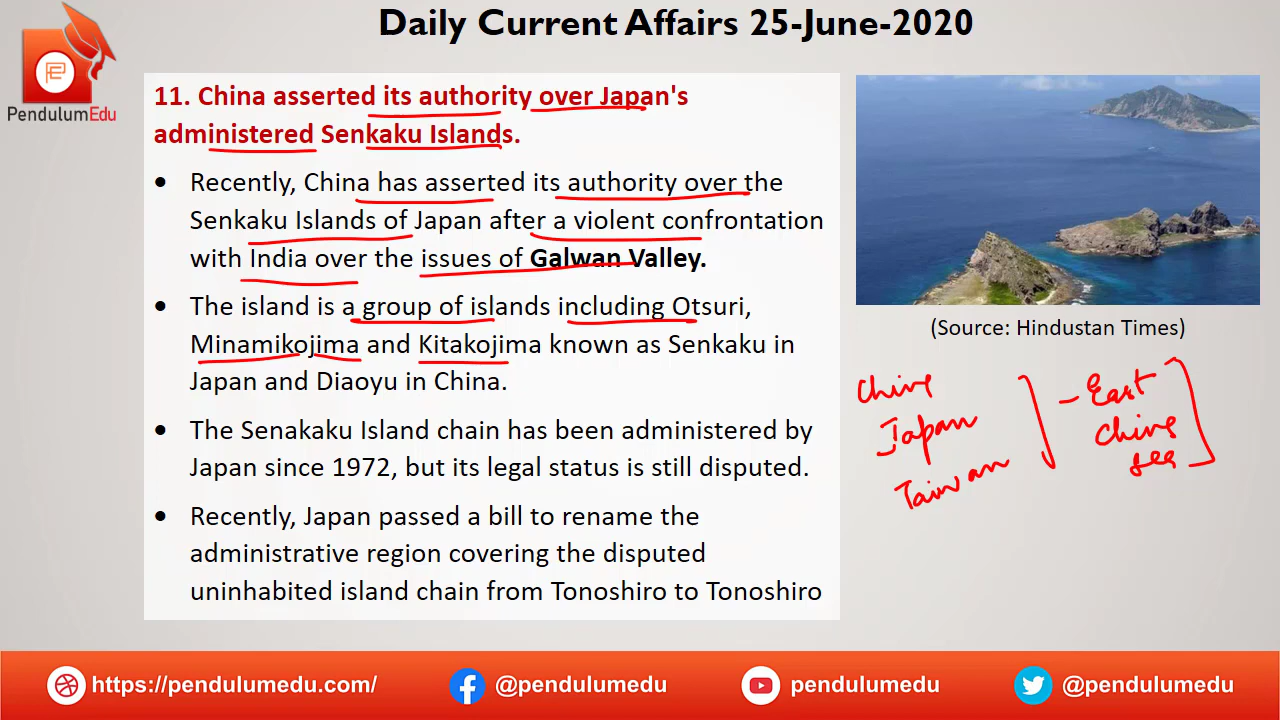 Daily Current Affairs 25-June-2020
PendulumEdu
11. China asserted its authority over Japan's
administered Senkaku Islands.
• Recently, China has asserted its authority over the
Senkaku Islands of Japan after a violent confrontation
with India over the issues of Galwan Valley.
• The island is a group of islands including Otsuri,
Minamikojima and Kitakojima known as Senkaku in
Japan and Diaoyu in China.
• The Senakaku Island chain has been administered by
Japan since 1972, but its legal status is still disputed.
• Recently, Japan passed a bill to rename the
administrative region covering the disputed
uninhabited island chain from Tonoshiro to Tonoshiro
(Source: Hindustan Times)
China
Japan
Taiwan
- East
China
sea
https://pendulumedu.com/
@pendulumedu
pendulumedu
@pendulumedu